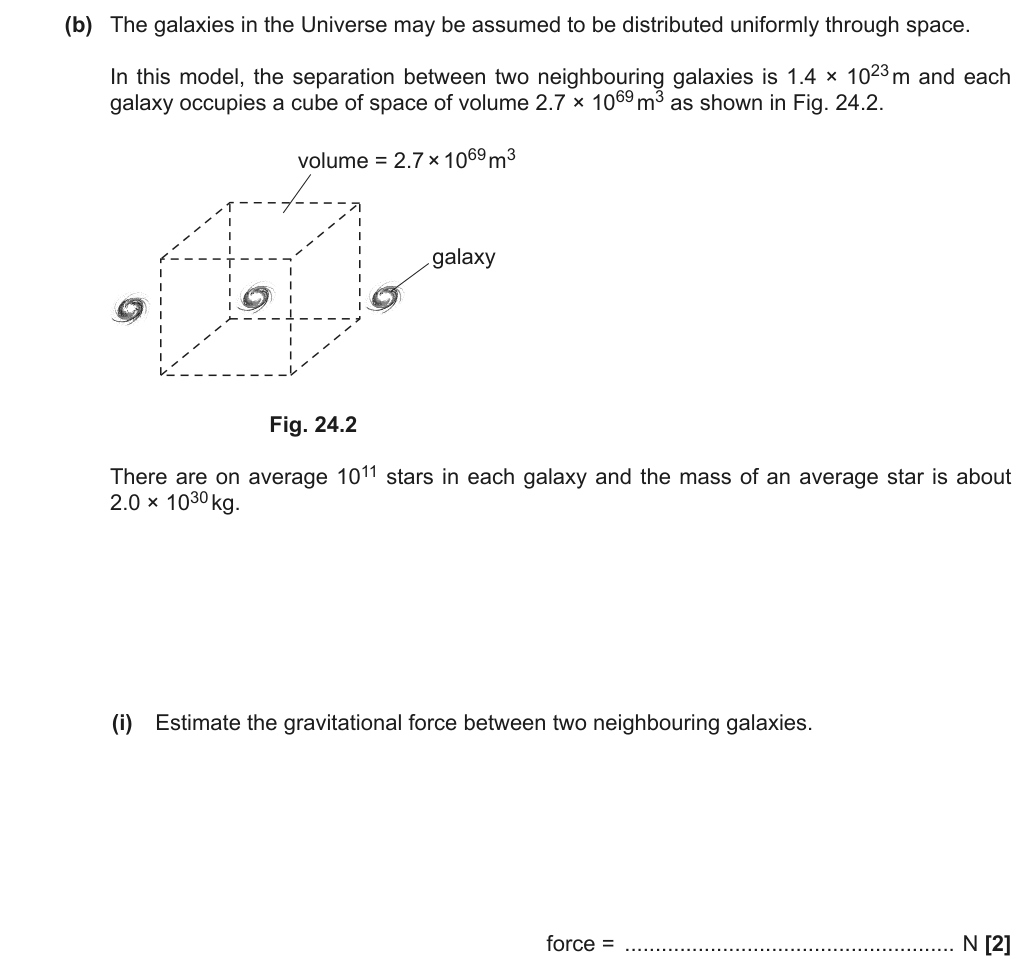 (b) The galaxies in the Universe may be assumed to be distributed uniformly through space.
In this model, the separation between two neighbouring galaxies is 1.4 × 10²³ m and each
galaxy occupies a cube of space of volume 2.7 × 10⁶⁹ m³ as shown in Fig. 24.2.
volume = 2.7 × 10⁶⁹ m³
galaxy
Fig. 24.2
There are on average 10¹¹ stars in each galaxy and the mass of an average star is about
2.0 × 10³⁰ kg.
(i) Estimate the gravitational force between two neighbouring galaxies.
force = ...................................................... N [2]